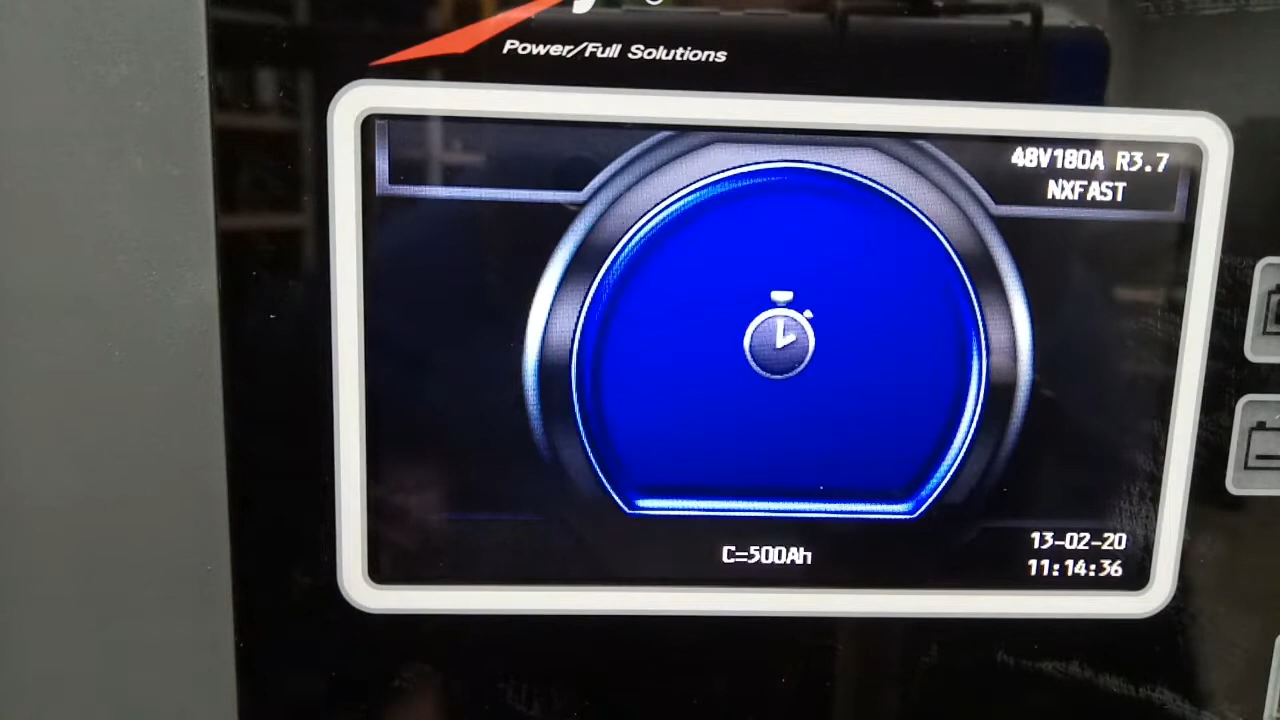 Power/Full Solutions
48V180A R3.7
NXFAST
C=500Ah
13-02-20
11:14:36